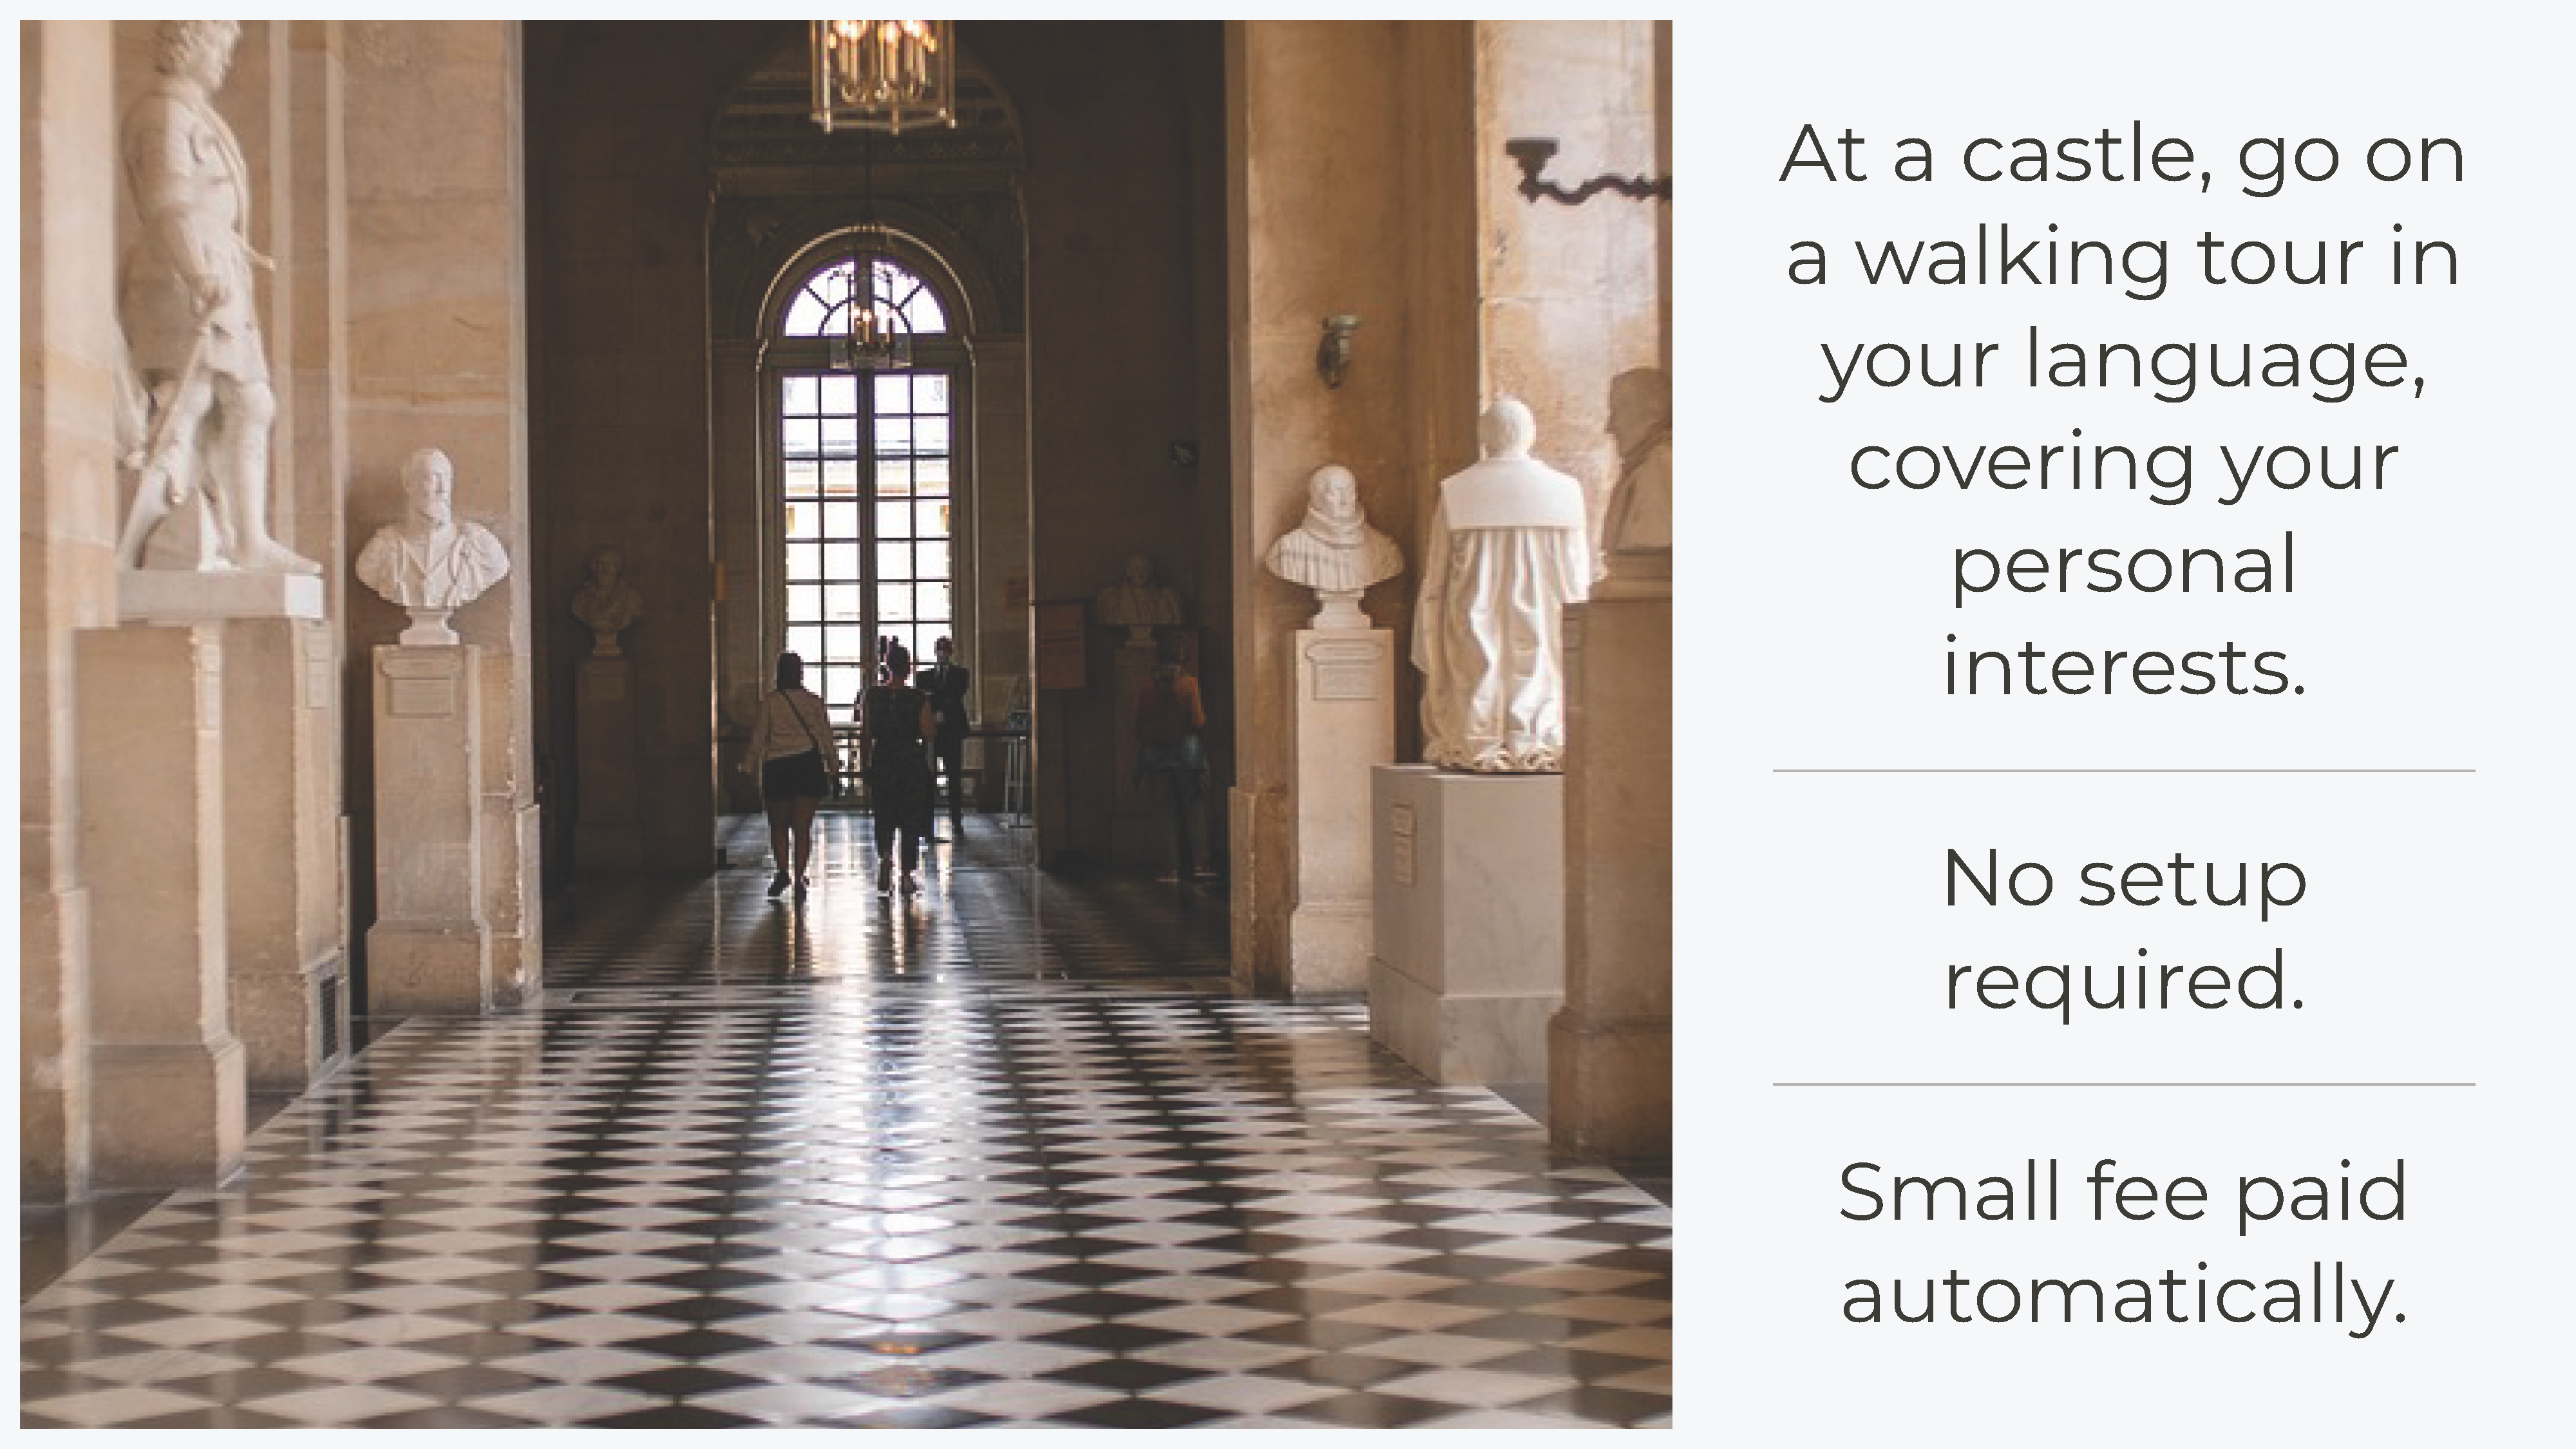 At a castle, go on
a walking tour in
your language,
covering your
personal
interests.
No setup
required.
Small fee paid
automatically.